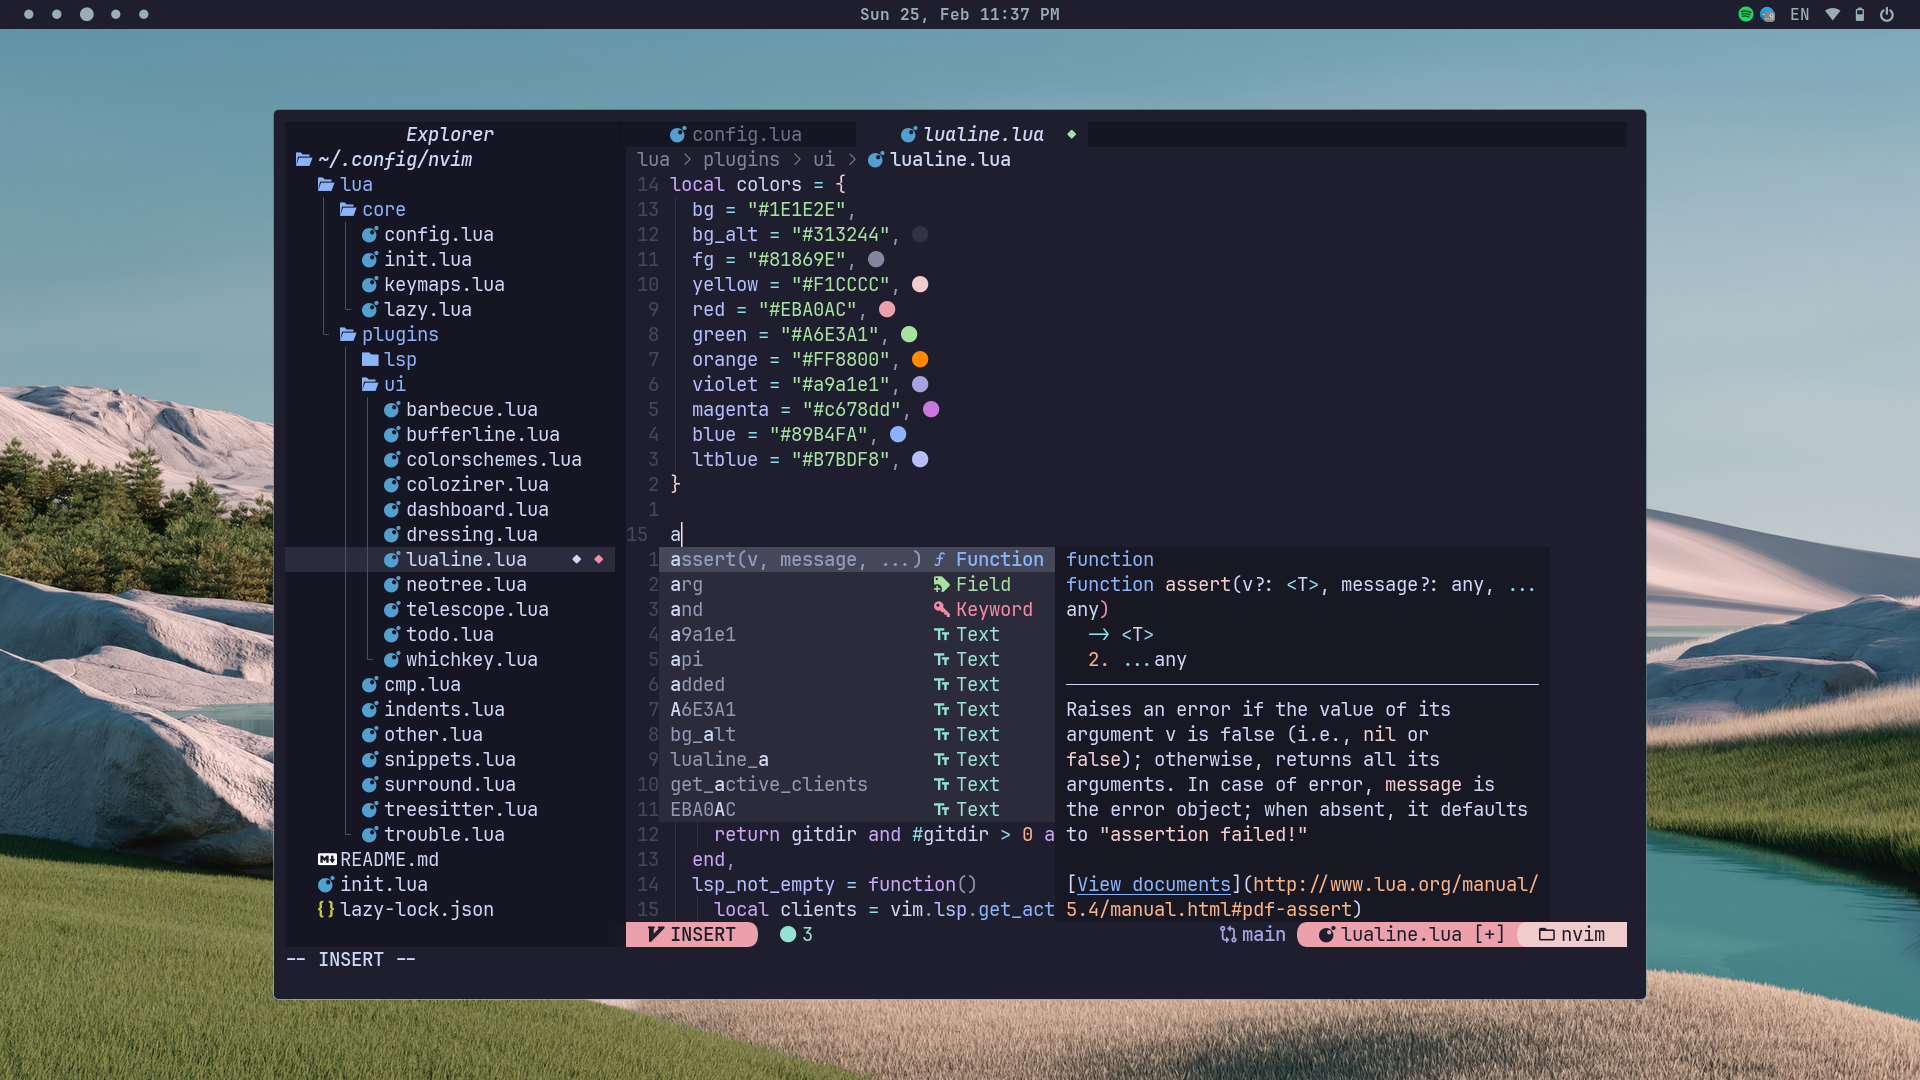 Sun 25, Feb 11:37 PM
EN
Explorer
~/.config/nvim
lua
core
config.lua
init.lua
keymaps.lua
lazy.lua
plugins
lsp
ui
barbecue.lua
bufferline.lua
colorschemes.lua
colozirer.lua
dashboard.lua
dressing.lua
lualine.lua
neotree.lua
telescope.lua
todo.lua
whichkey.lua
cmp.lua
indents.lua
other.lua
snippets.lua
surround.lua
treesitter.lua
trouble.lua
README.md
init.lua
lazy-lock.json
config.lua
lualine.lua
lua > plugins > ui > lualine.lua
14 local colors = {
13 bg = "#1E1E2E",
12 bg_alt = "#313244",
11 fg = "#81869E",
10 yellow = "#F1CCCC",
9 red = "#EBA0AC",
8 green = "#A6E3A1",
7 orange = "#FF8800",
6 violet = "#a9a1e1",
5 magenta = "#c678dd",
4 blue = "#89B4FA",
3 ltblue = "#B7BDF8",
2 }
1
15 a
1 assert(v, message, ...) Function
2 arg Field
3 and Keyword
4 a9a1e1 Text
5 api Text
6 added Text
7 A6E3A1 Text
8 bg_alt Text
9 lualine_a Text
10 get_active_clients Text
11 EBA0AC Text
12 return gitdir and #gitdir > 0 a
13 end,
14 lsp_not_empty = function()
15 local clients = vim.lsp.get_act
function
function assert(v?: <T>, message?: any, ...
any)
-> <T>
2. ...any
Raises an error if the value of its
argument v is false (i.e., nil or
false); otherwise, returns all its
arguments. In case of error, message is
the error object; when absent, it defaults
to "assertion failed!"
[View documents](http://www.lua.org/manual/
5.4/manual.html#pdf-assert)
INSERT 3 main lualine.lua [+] nvim
-- INSERT --